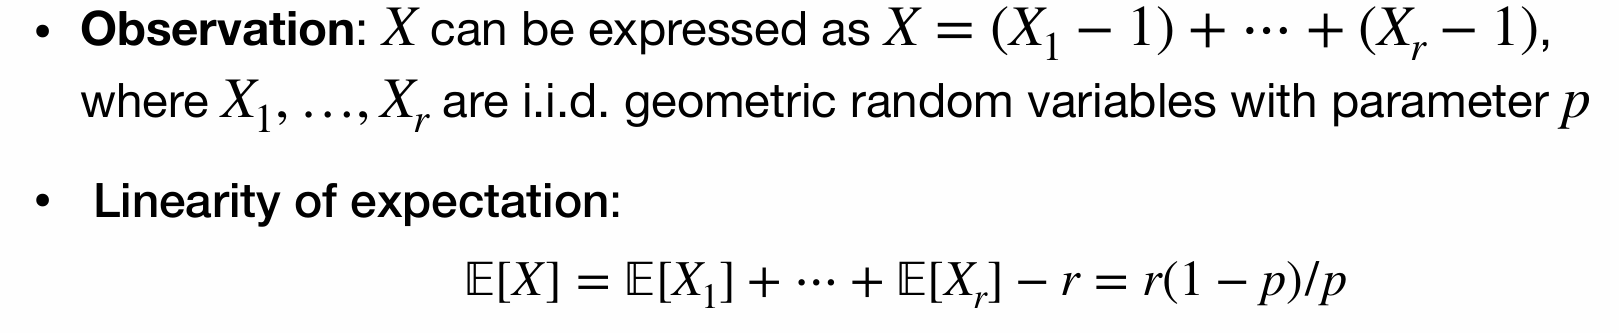 • Observation: X can be expressed as X = (X₁ − 1) + ⋯ + (Xᵣ − 1),
where X₁, …, Xᵣ are i.i.d. geometric random variables with parameter p
• Linearity of expectation:
𝔼[X] = 𝔼[X₁] + ⋯ + 𝔼[Xᵣ] − r = r(1 − p)/p